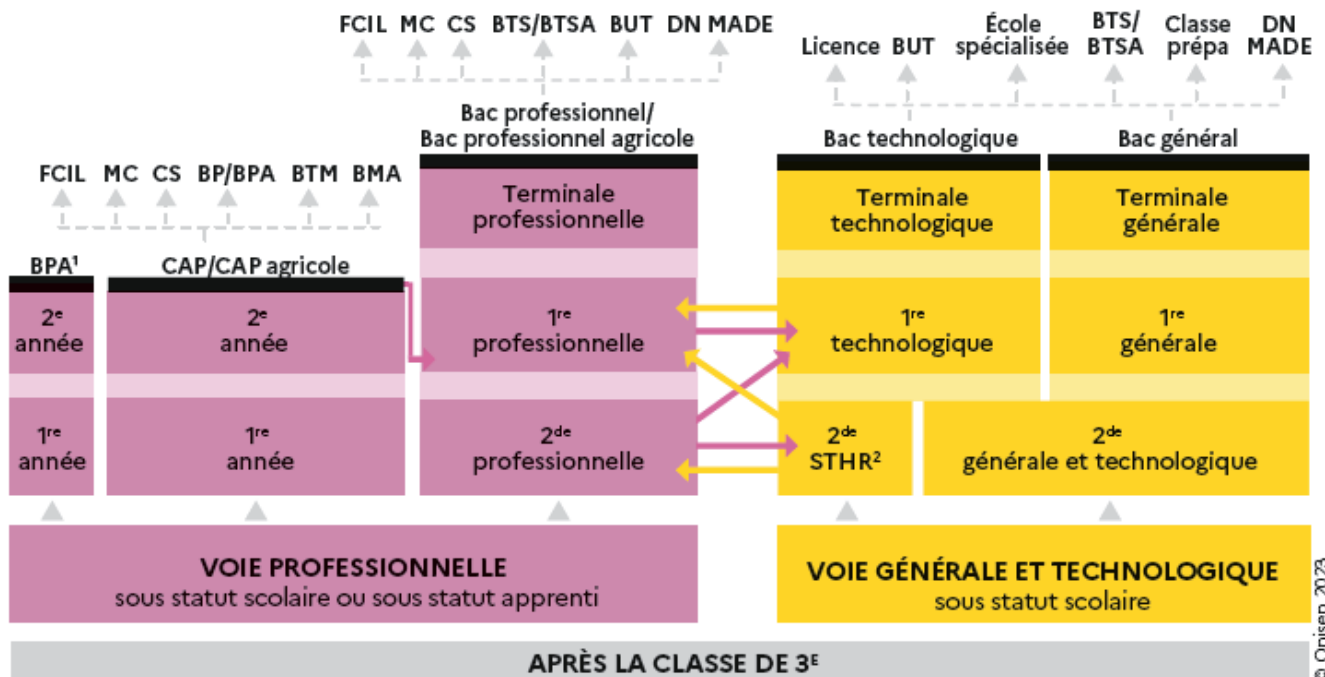 FCIL MC CS BTS/BTSA BUT DN MADE
Licence BUT École spécialisée BTS/BTSA Classe prépa DN MADE
Bac professionnel/
Bac professionnel agricole
Bac technologique
Bac général
FCIL MC CS BP/BPA BTM BMA
Terminale
professionnelle
Terminale
technologique
Terminale
générale
BPA¹
CAP/CAP agricole
2e
année
2e
année
1re
professionnelle
1re
technologique
1re
générale
1re
année
1re
année
2de
professionnelle
2de
STHR²
2de
générale et technologique
VOIE PROFESSIONNELLE
sous statut scolaire ou sous statut apprenti
VOIE GÉNÉRALE ET TECHNOLOGIQUE
sous statut scolaire
APRÈS LA CLASSE DE 3E
© Onisep 2023